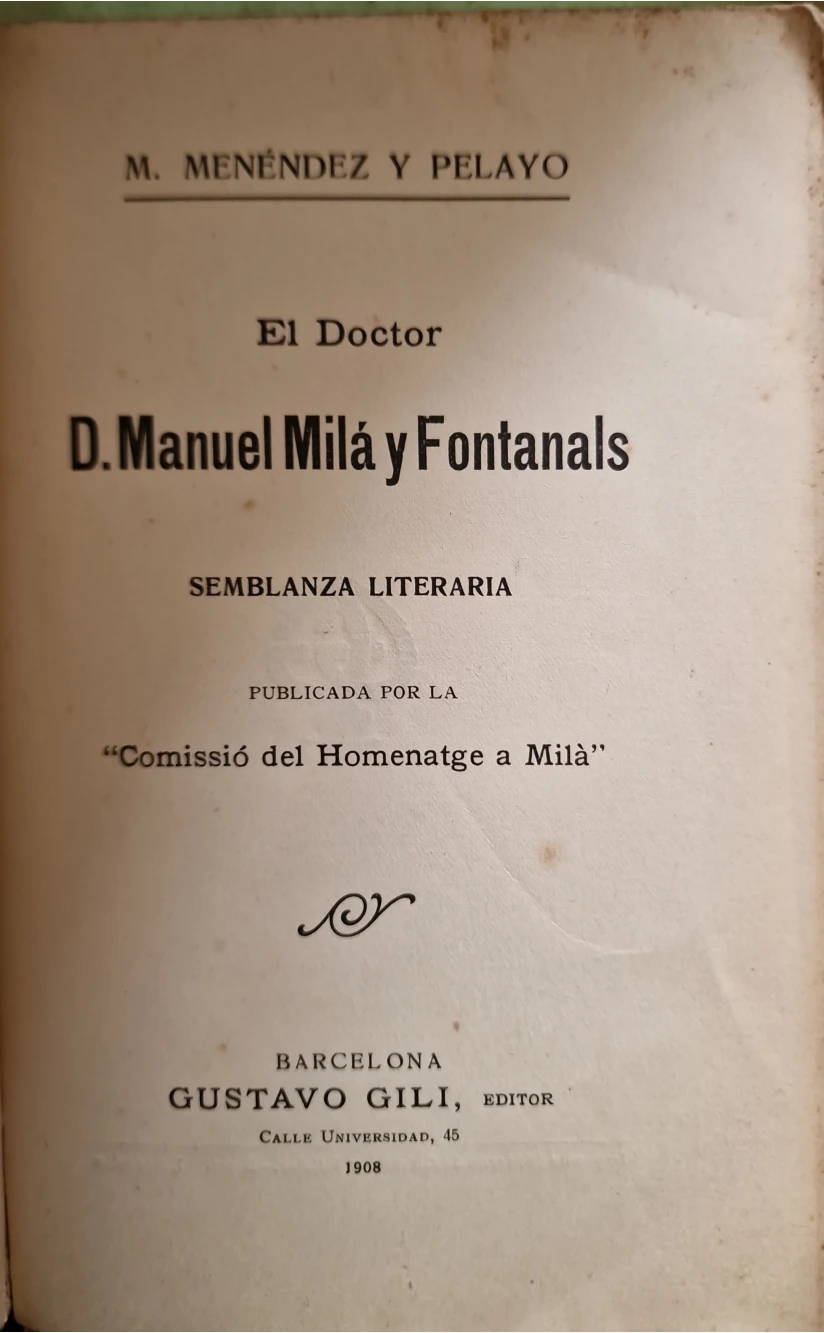 M. MENÉNDEZ Y PELAYO
El Doctor
D. Manuel Milá y Fontanals
SEMBLANZA LITERARIA
PUBLICADA POR LA
“Comissió del Homenatge a Milà”
BARCELONA
GUSTAVO GILI, EDITOR
CALLE UNIVERSIDAD, 45
1908